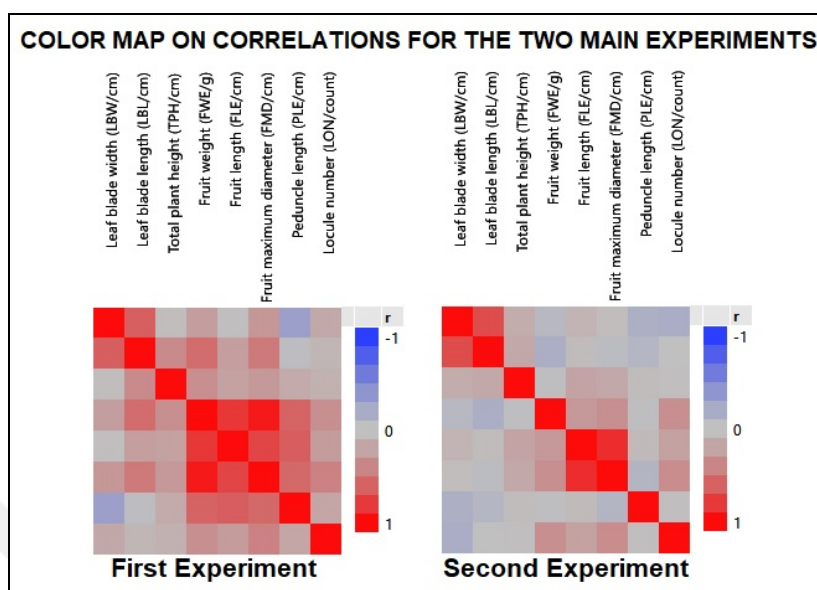 COLOR MAP ON CORRELATIONS FOR THE TWO MAIN EXPERIMENTS
Leaf blade width (LBW/cm)
Leaf blade length (LBL/cm)
Total plant height (TPH/cm)
Fruit weight (FWE/g)
Fruit length (FLE/cm)
Fruit maximum diameter (FMD/cm)
Peduncle length (PLE/cm)
Locule number (LON/count)
r
-1
0
1
First Experiment
Leaf blade width (LBW/cm)
Leaf blade length (LBL/cm)
Total plant height (TPH/cm)
Fruit weight (FWE/g)
Fruit length (FLE/cm)
Fruit maximum diameter (FMD/cm)
Peduncle length (PLE/cm)
Locule number (LON/count)
r
-1
0
1
Second Experiment